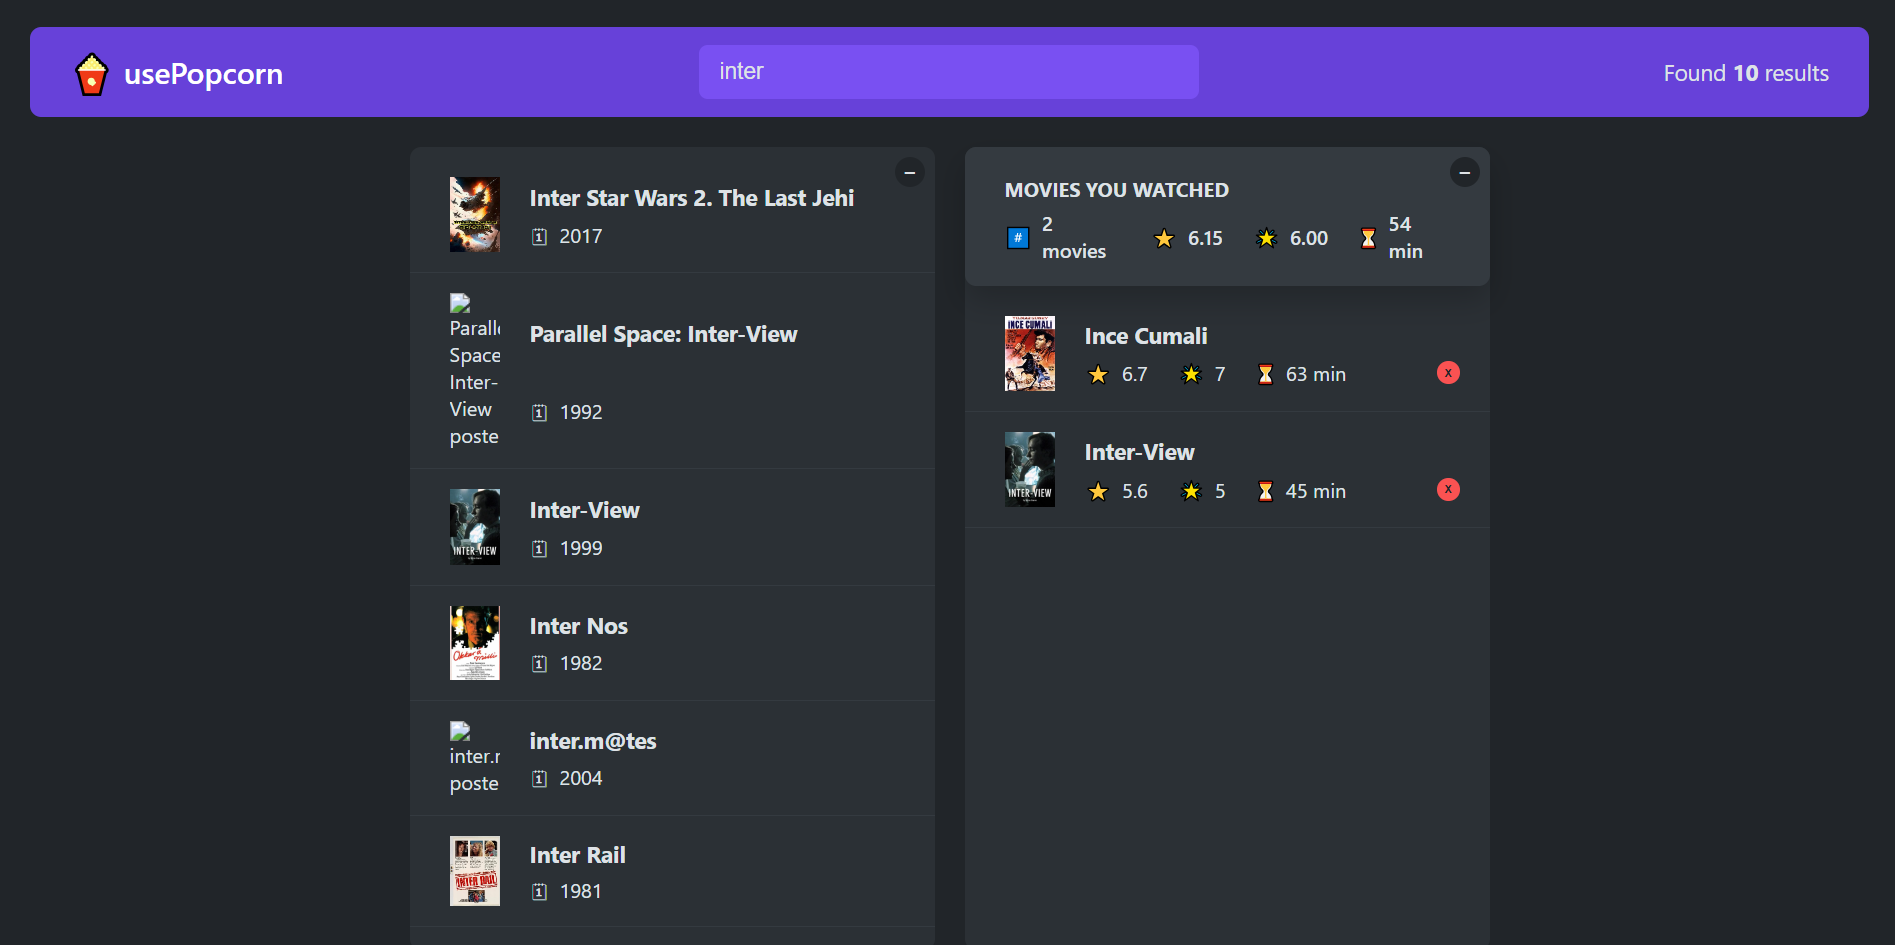 usePopcorn
inter
Found 10 results
Inter Star Wars 2. The Last Jehi
2017
Parall
Space
Inter-
View
poste
Parallel Space: Inter-View
1992
INTER-VIEW
Inter-View
1999
Inter Nos
1982
inter.r
poste
inter.m@tes
2004
INTER RAIL
Inter Rail
1981
MOVIES YOU WATCHED
#
2
movies
6.15
6.00
54
min
INCE CUMALI
Ince Cumali
6.7
7
63 min
X
INTER-VIEW
Inter-View
5.6
5
45 min
X